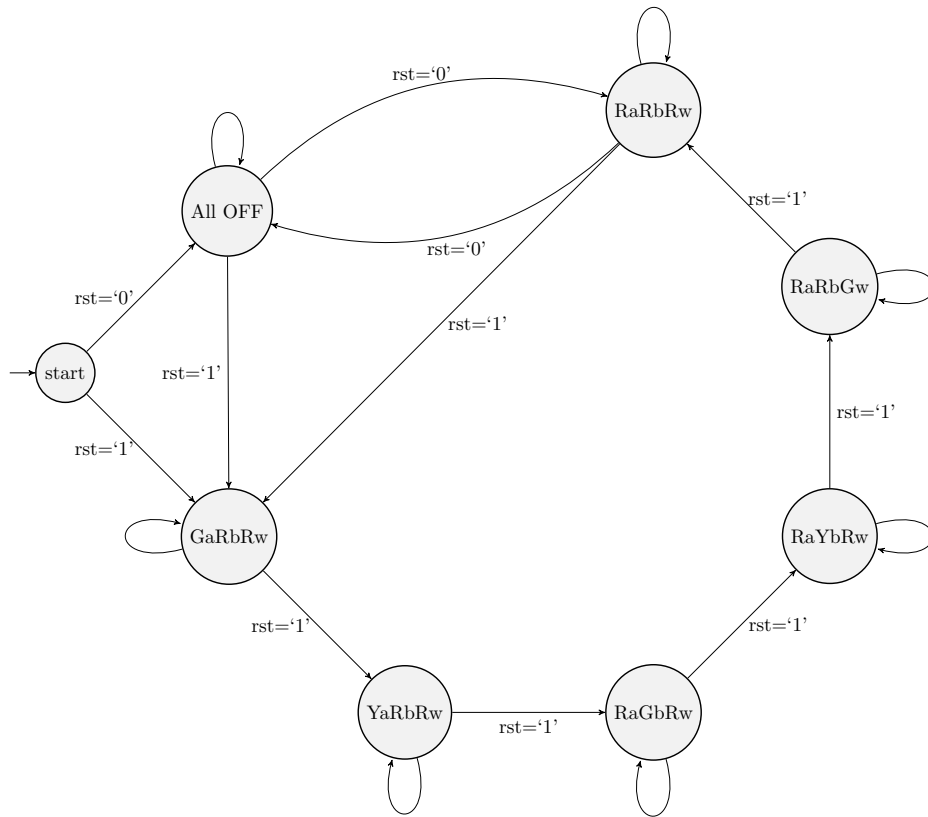 RaRbRw
rst=‘0’
All OFF
rst=‘1’
rst=‘0’
RaRbGw
rst=‘0’
rst=‘1’
start
rst=‘1’
rst=‘1’
rst=‘1’
GaRbRw
RaYbRw
rst=‘1’
rst=‘1’
YaRbRw
RaGbRw
rst=‘1’